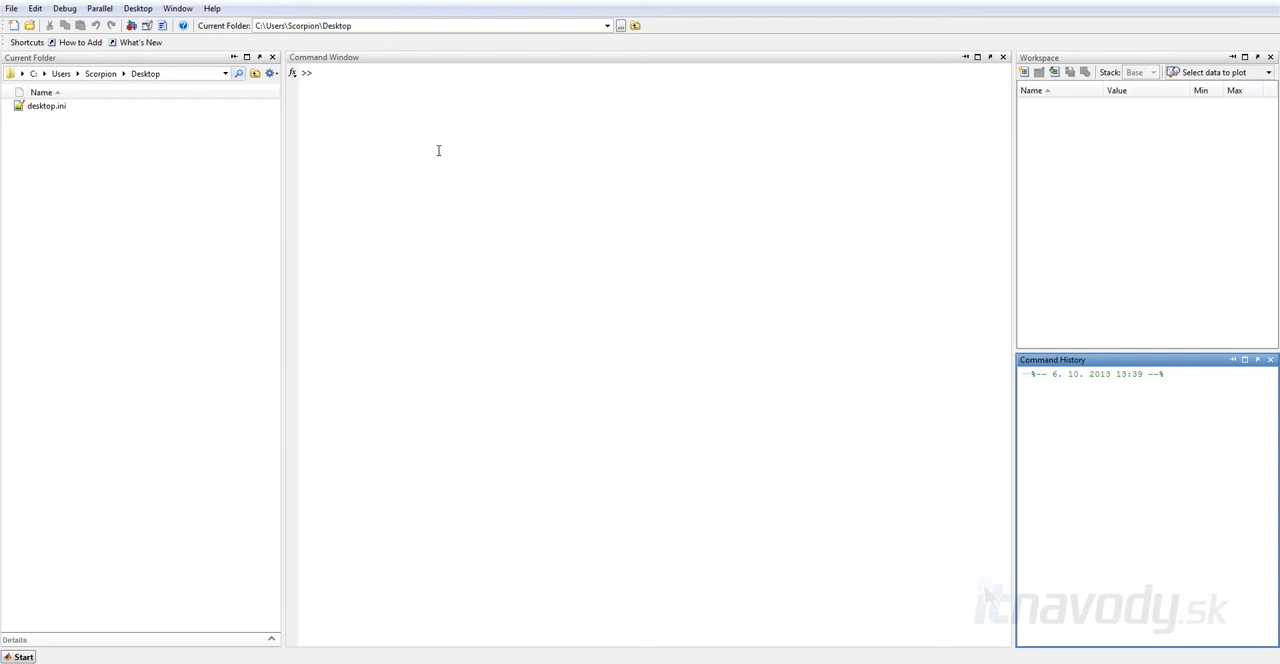 File Edit Debug Parallel Desktop Window Help
Current Folder: C:\Users\Scorpion\Desktop
Shortcuts How to Add What's New
Current Folder
C: Users Scorpion Desktop
Name
desktop.ini
Details
Start
Command Window
fx >>
Workspace
Stack: Base Select data to plot
Name Value Min Max
Command History
%-- 6. 10. 2013 13:39 --%
itnavody.sk